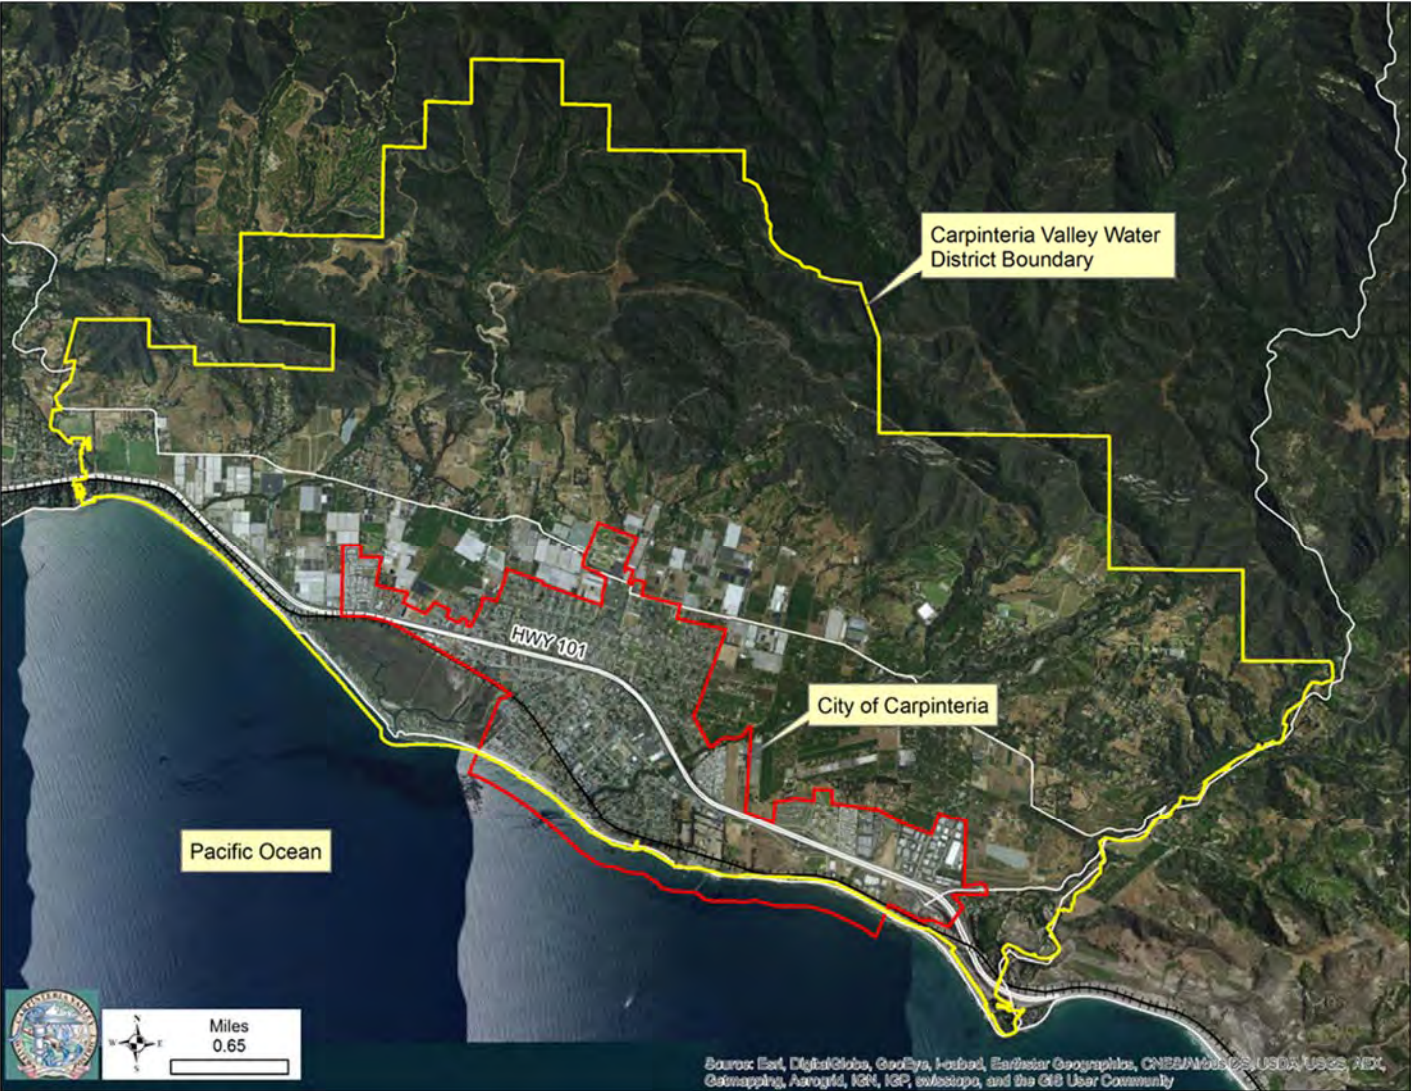 Carpinteria Valley Water
District Boundary
HWY 101
City of Carpinteria
Pacific Ocean
CARPINTERIA VALLEY
N
W E
S
Miles
0.65
Source: Esri, DigitalGlobe, GeoEye, i-cubed, Earthstar Geographics, CNES/Airbus DS, USDA, USGS, AEX,
Getmapping, Aerogrid, IGN, IGP, swisstopo, and the GIS User Community